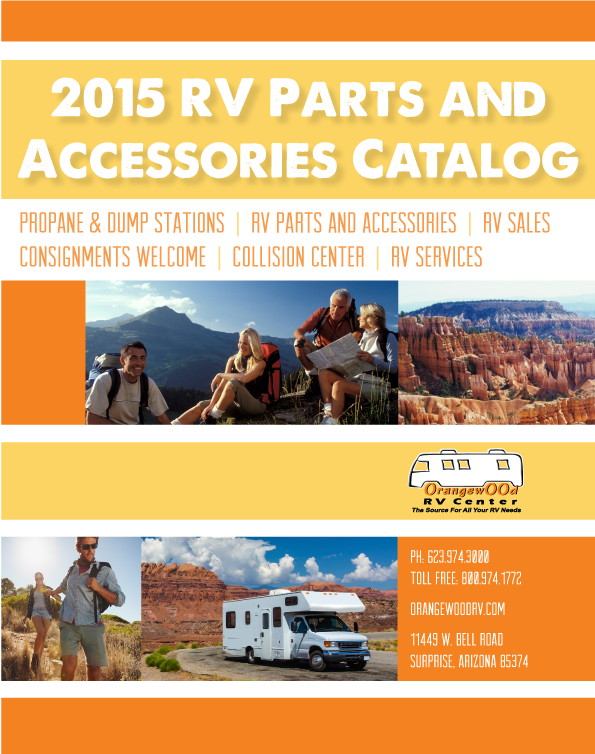 2015 RV Parts and
Accessories Catalog
PROPANE & DUMP STATIONS | RV PARTS AND ACCESSORIES | RV SALES
CONSIGNMENTS WELCOME | COLLISION CENTER | RV SERVICES
OrangewOOd
RV Center
The Source For All Your RV Needs
PH: 623.974.3000
TOLL FREE: 800.974.1772
ORANGEWOODRV.COM
11449 W. BELL ROAD
SURPRISE, ARIZONA 85374